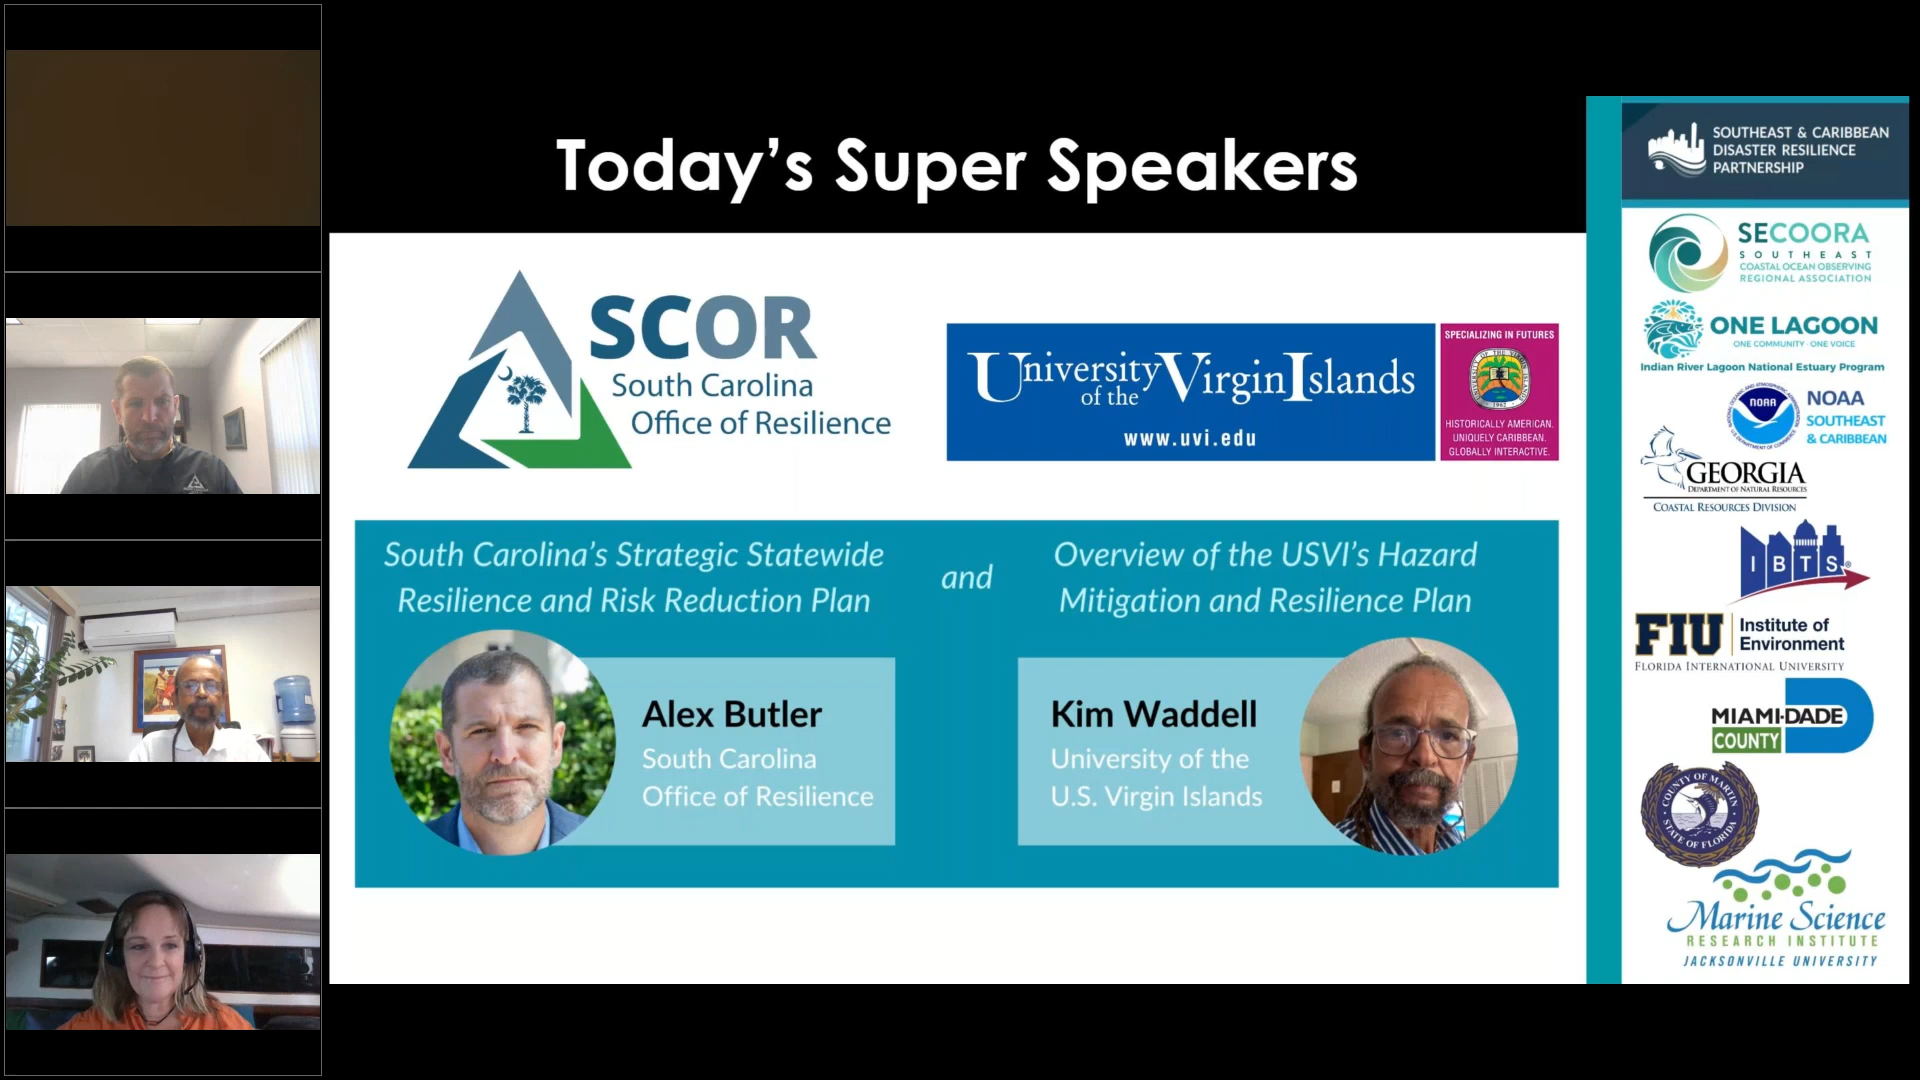 Today's Super Speakers
SCOR
South Carolina
Office of Resilience
University of the Virgin Islands
www.uvi.edu
SPECIALIZING IN FUTURES
HISTORICALLY AMERICAN.
UNIQUELY CARIBBEAN.
GLOBALLY INTERACTIVE.
South Carolina's Strategic Statewide
Resilience and Risk Reduction Plan
and
Overview of the USVI's Hazard
Mitigation and Resilience Plan
Alex Butler
South Carolina
Office of Resilience
Kim Waddell
University of the
U.S. Virgin Islands
SOUTHEAST & CARIBBEAN
DISASTER RESILIENCE
PARTNERSHIP
SECOORA
SOUTHEAST
COASTAL OCEAN OBSERVING
REGIONAL ASSOCIATION
ONE LAGOON
ONE COMMUNITY · ONE VOICE
Indian River Lagoon National Estuary Program
NOAA
NOAA
SOUTHEAST
& CARIBBEAN
GEORGIA
DEPARTMENT OF NATURAL RESOURCES
COASTAL RESOURCES DIVISION
IBTS
FIU
Institute of
Environment
FLORIDA INTERNATIONAL UNIVERSITY
MIAMI-DADE
COUNTY
COUNTY OF MARTIN
STATE OF FLORIDA
Marine Science
RESEARCH INSTITUTE
JACKSONVILLE UNIVERSITY